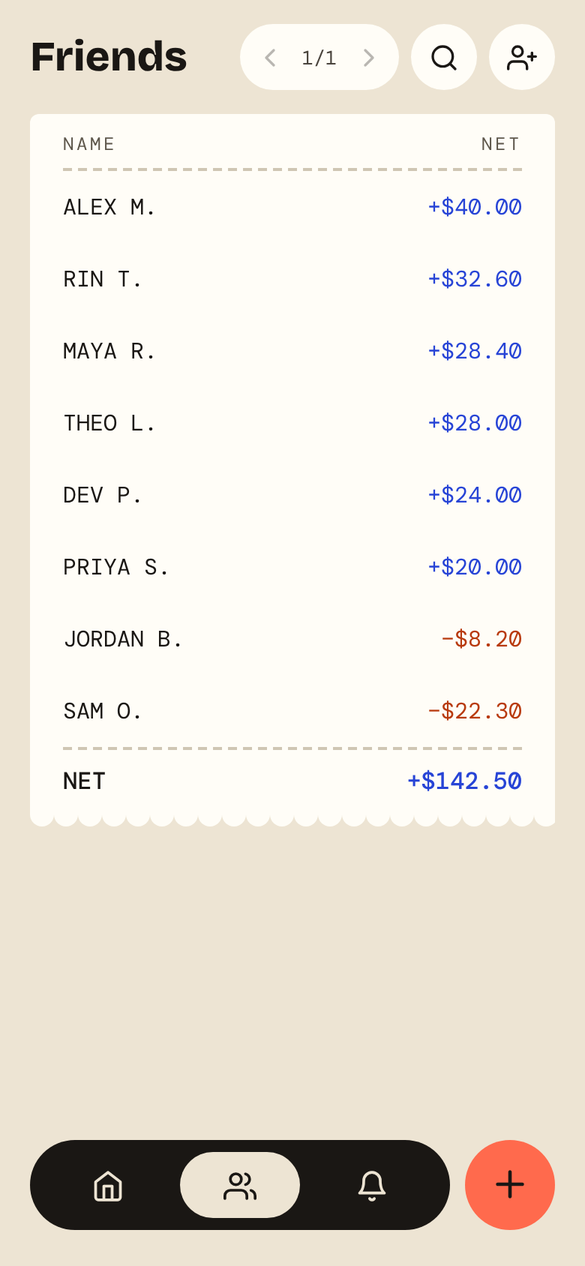 Friends
1/1
NAME NET
ALEX M. +$40.00
RIN T. +$32.60
MAYA R. +$28.40
THEO L. +$28.00
DEV P. +$24.00
PRIYA S. +$20.00
JORDAN B. −$8.20
SAM O. −$22.30
NET +$142.50